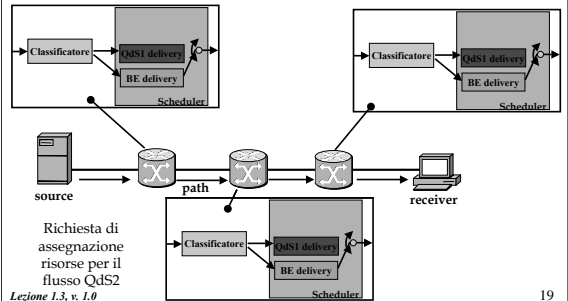 Classificatore
QdS1 delivery
BE delivery
Scheduler
Classificatore
QdS1 delivery
BE delivery
Scheduler
source
path
receiver
Richiesta di
assegnazione
risorse per il
flusso QdS2
Classificatore
QdS1 delivery
BE delivery
Scheduler
Lezione 1.3, v. 1.0
19